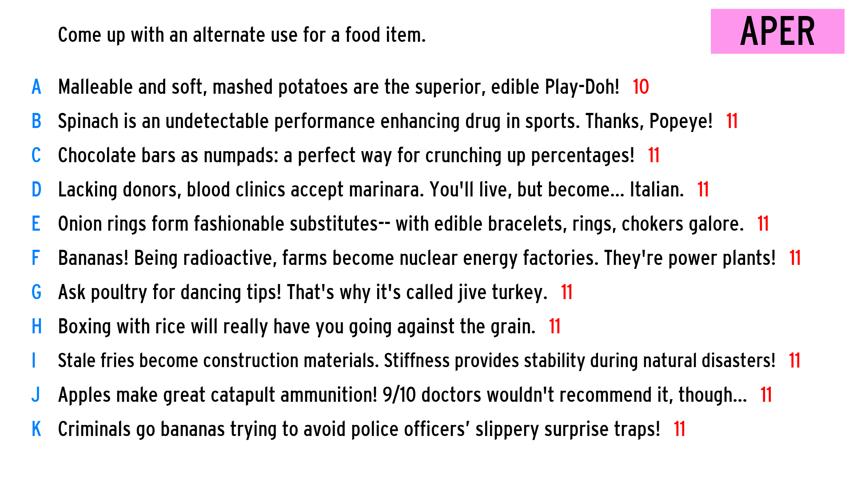 Come up with an alternate use for a food item.
APER
A Malleable and soft, mashed potatoes are the superior, edible Play-Doh! 10
B Spinach is an undetectable performance enhancing drug in sports. Thanks, Popeye! 11
C Chocolate bars as numpads: a perfect way for crunching up percentages! 11
D Lacking donors, blood clinics accept marinara. You'll live, but become... Italian. 11
E Onion rings form fashionable substitutes-- with edible bracelets, rings, chokers galore. 11
F Bananas! Being radioactive, farms become nuclear energy factories. They're power plants! 11
G Ask poultry for dancing tips! That's why it's called jive turkey. 11
H Boxing with rice will really have you going against the grain. 11
I Stale fries become construction materials. Stiffness provides stability during natural disasters! 11
J Apples make great catapult ammunition! 9/10 doctors wouldn't recommend it, though... 11
K Criminals go bananas trying to avoid police officers’ slippery surprise traps! 11